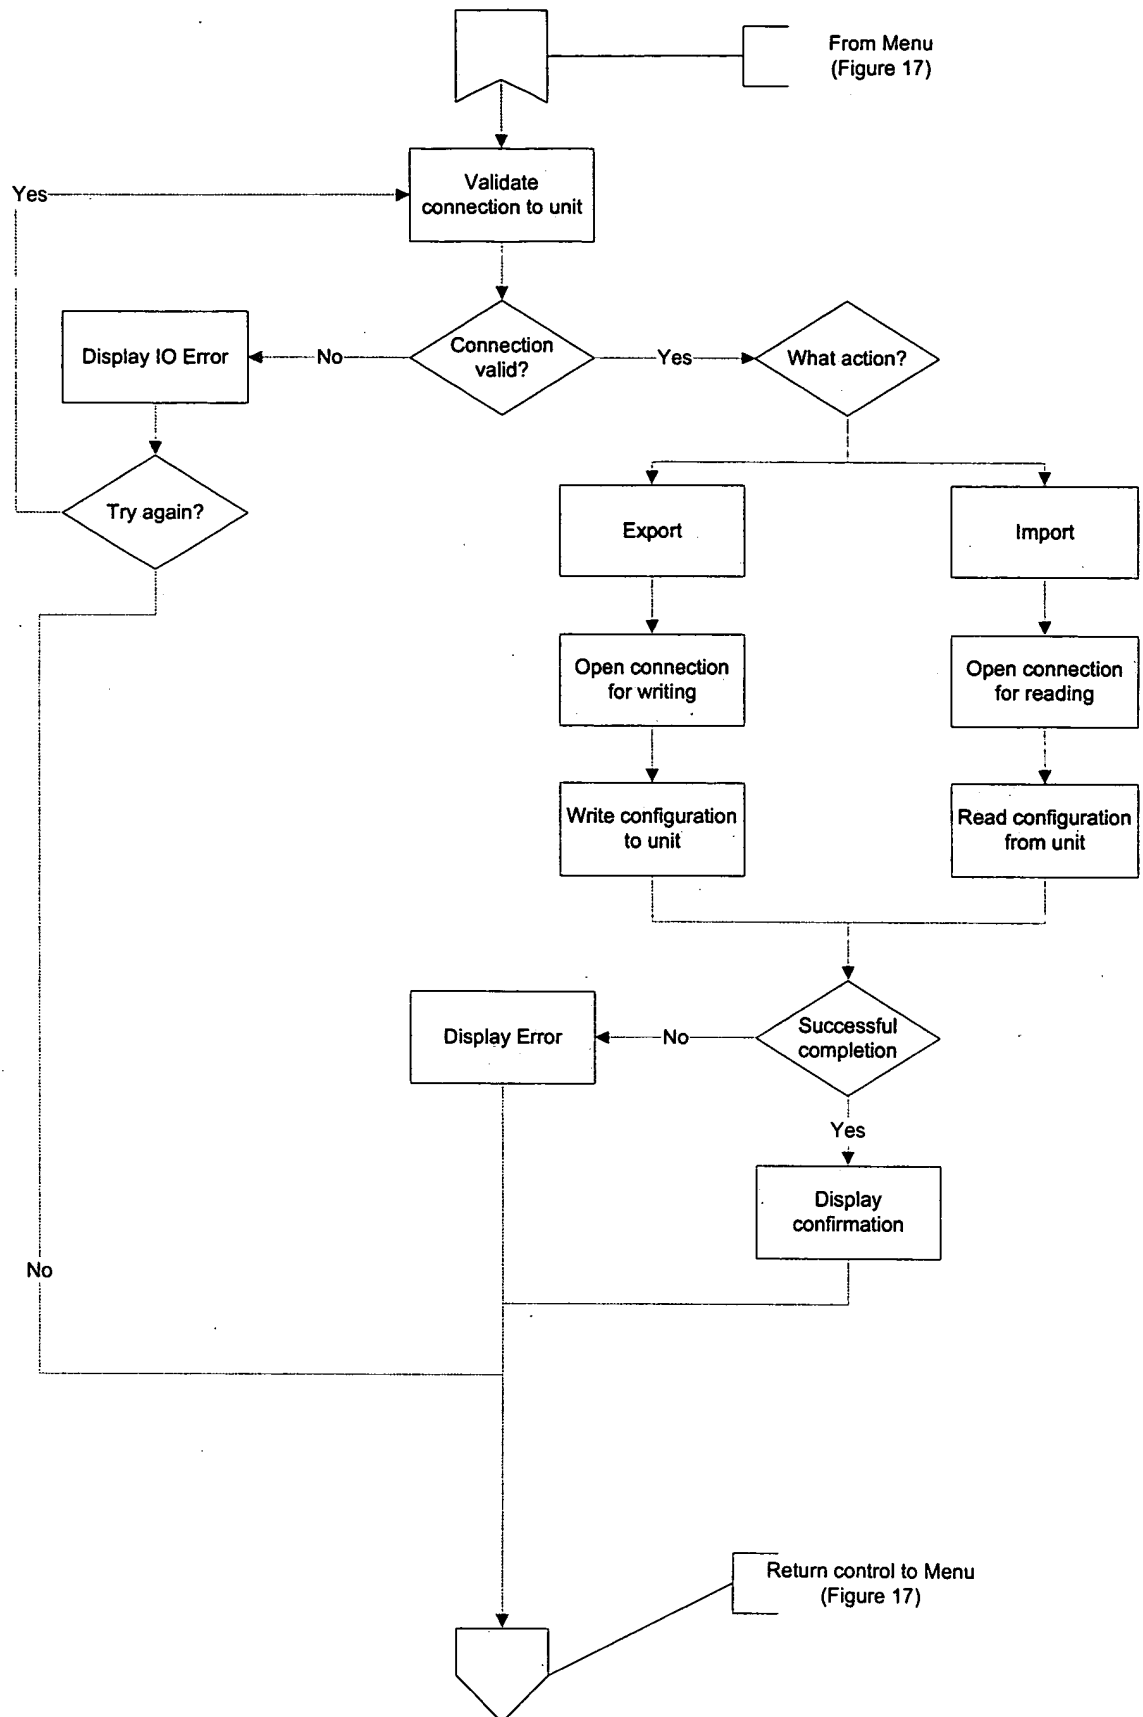 From Menu
(Figure 17)
Validate
connection to unit
Yes
Connection
valid?
What action?
Display IO Error
No
Yes
Try again?
Export
Import
Open connection
for writing
Open connection
for reading
Write configuration
to unit
Read configuration
from unit
Successful
completion
Display Error
No
Yes
Display
confirmation
No
Return control to Menu
(Figure 17)